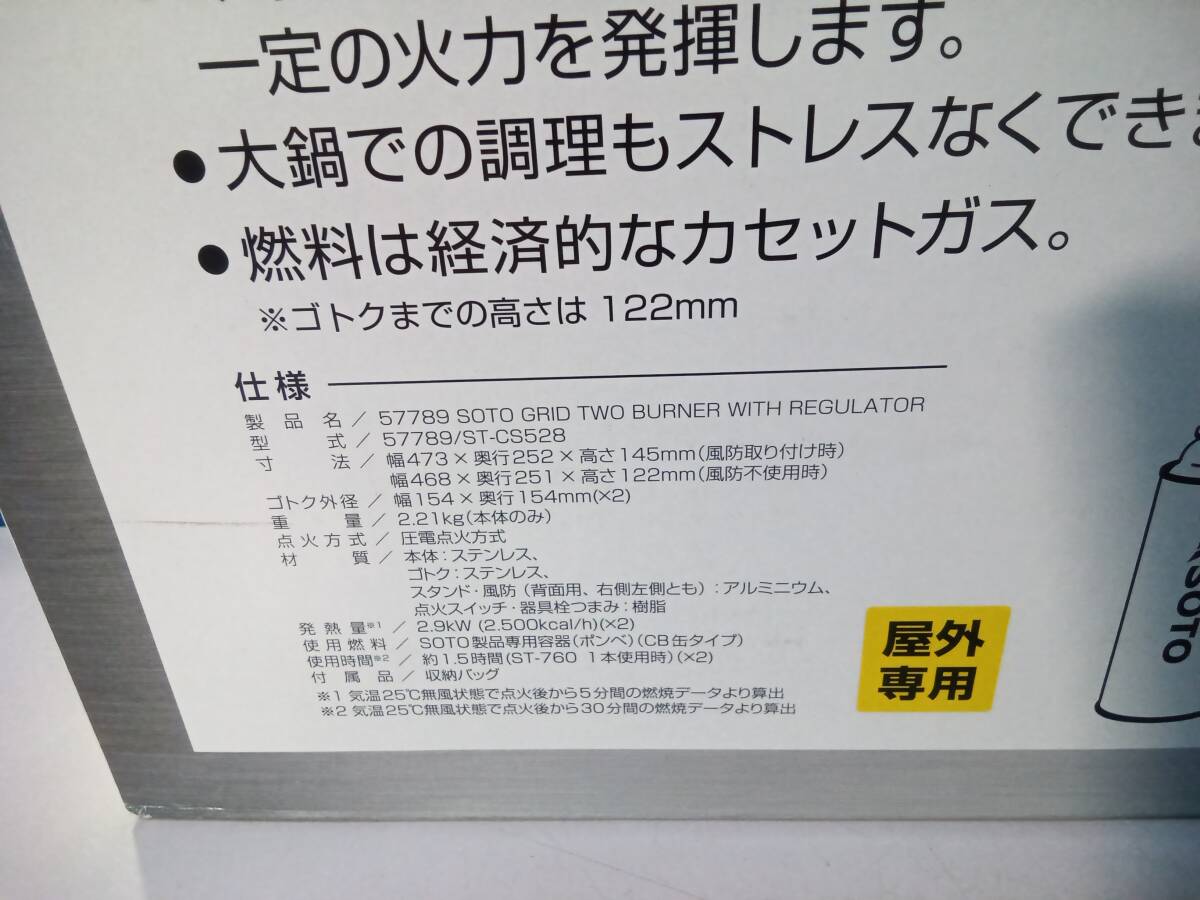 一定の火力を発揮します。
●大鍋での調理もストレスなくでき
●燃料は経済的なカセットガス。
※ゴトクまでの高さは 122mm
仕様
製品名／57789 SOTO GRID TWO BURNER WITH REGULATOR
型式／57789/ST-CS528
寸法／幅473×奥行252×高さ145mm(風防取り付け時)
幅468×奥行251×高さ122mm(風防不使用時)
ゴトク外径／幅154×奥行154mm(×2)
重量／2.21kg(本体のみ)
点火方式／圧電点火方式
材質／本体：ステンレス、
ゴトク：ステンレス、
スタンド・風防（背面用、右側左側とも）：アルミニウム、
点火スイッチ・器具栓つまみ：樹脂
発熱量※1／2.9kW (2.500kcal/h)(×2)
使用燃料／SOTO製品専用容器(ボンベ)(CB缶タイプ)
使用時間※2／約1.5時間(ST-760 1本使用時)(×2)
付属品／収納バッグ
※1 気温25℃無風状態で点火後から5分間の燃焼データより算出
※2 気温25℃無風状態で点火後から30分間の燃焼データより算出
屋外
専用
SOTO